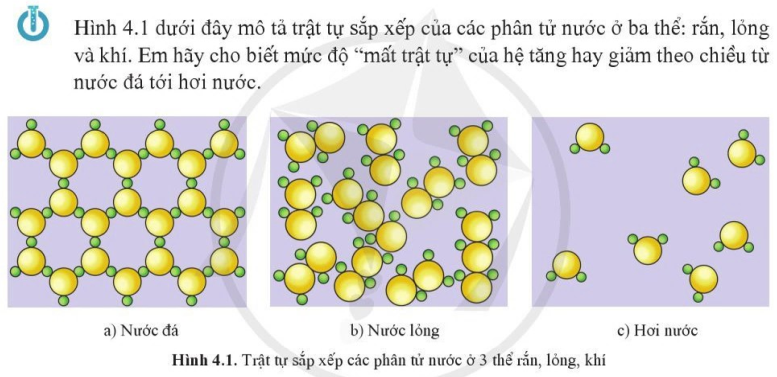 Hình 4.1 dưới đây mô tả trật tự sắp xếp của các phân tử nước ở ba thể: rắn, lỏng
và khí. Em hãy cho biết mức độ “mất trật tự” của hệ tăng hay giảm theo chiều từ
nước đá tới hơi nước.
a) Nước đá
b) Nước lỏng
c) Hơi nước
Hình 4.1. Trật tự sắp xếp các phân tử nước ở 3 thể rắn, lỏng, khí